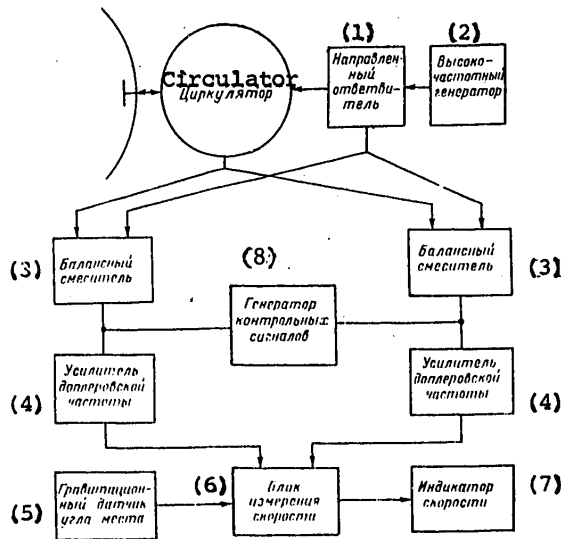 (1)
(2)
Направлен-
ный
ответви-
тель
Высоко-
частотный
генератор
Circulator
Циркулятор
(3)
Балансный
смеситель
(8)
Балансный
смеситель
(3)
Генератор
контрольных
сигналов
(4)
Усилитель
доплеровской
частоты
Усилитель
доплеровской
частоты
(4)
(5)
Гравитацион-
ный датчик
угла места
(6)
Блок
измерения
скорости
Индикатор
скорости
(7)